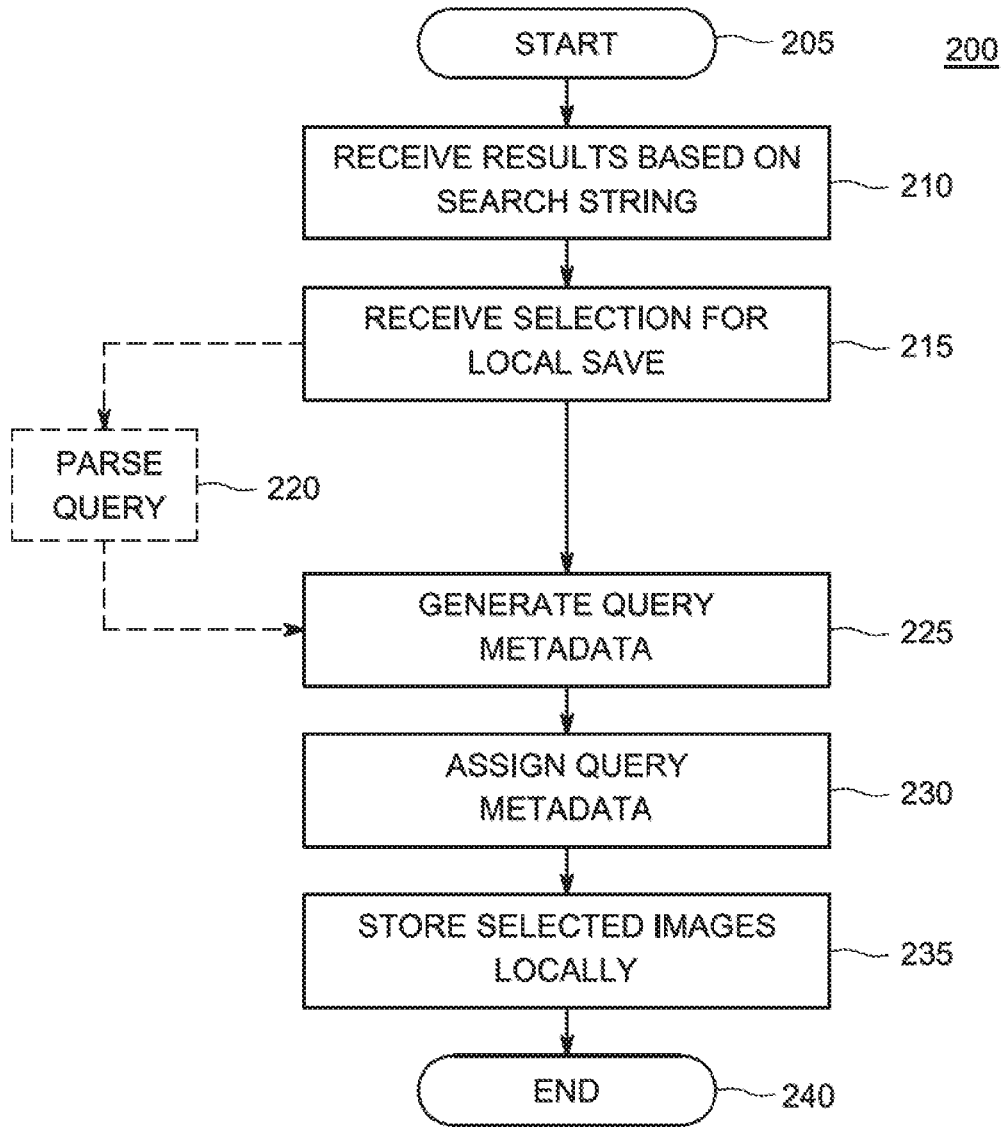 START
205
200
RECEIVE RESULTS BASED ON
SEARCH STRING
210
RECEIVE SELECTION FOR
LOCAL SAVE
215
PARSE
QUERY
220
GENERATE QUERY
METADATA
225
ASSIGN QUERY
METADATA
230
STORE SELECTED IMAGES
LOCALLY
235
END
240